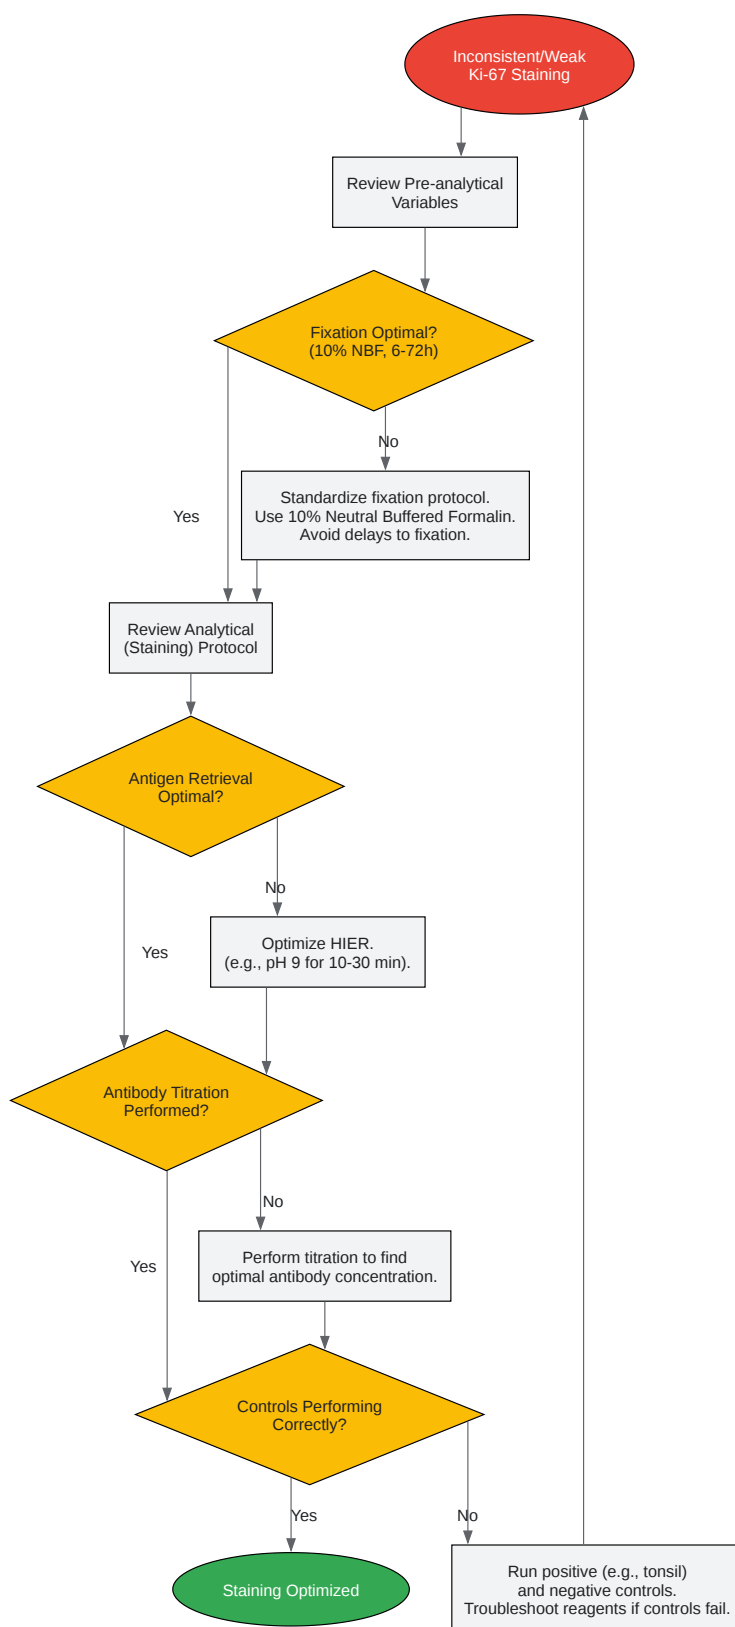 Inconsistent/Weak
Ki-67 Staining
Review Pre-analytical
Variables
Fixation Optimal?
(10% NBF, 6-72h)
No
Standardize fixation protocol.
Use 10% Neutral Buffered Formalin.
Avoid delays to fixation.
Yes
Review Analytical
(Staining) Protocol
Antigen Retrieval
Optimal?
No
Optimize HIER.
(e.g., pH 9 for 10-30 min).
Yes
Antibody Titration
Performed?
No
Perform titration to find
optimal antibody concentration.
Yes
Controls Performing
Correctly?
Yes
No
Staining Optimized
Run positive (e.g., tonsil)
and negative controls.
Troubleshoot reagents if controls fail.